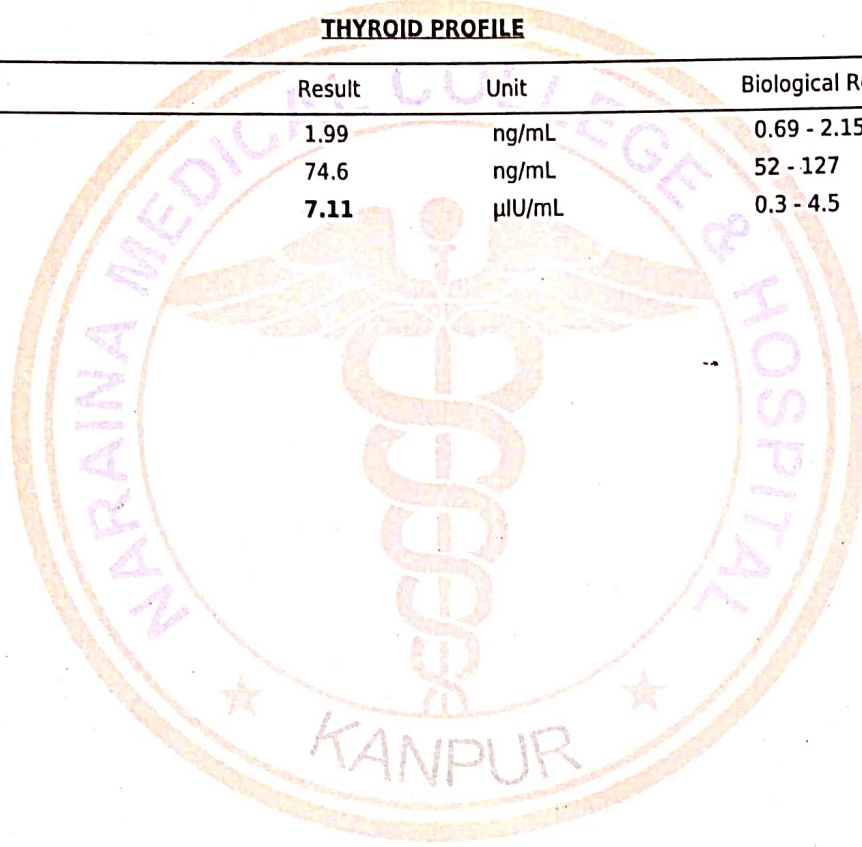 THYROID PROFILE
Result Unit Biological Re
1.99 ng/mL 0.69 - 2.15
74.6 ng/mL 52 - 127
7.11 µIU/mL 0.3 - 4.5
NARAINA MEDICAL COLLEGE & HOSPITAL
KANPUR